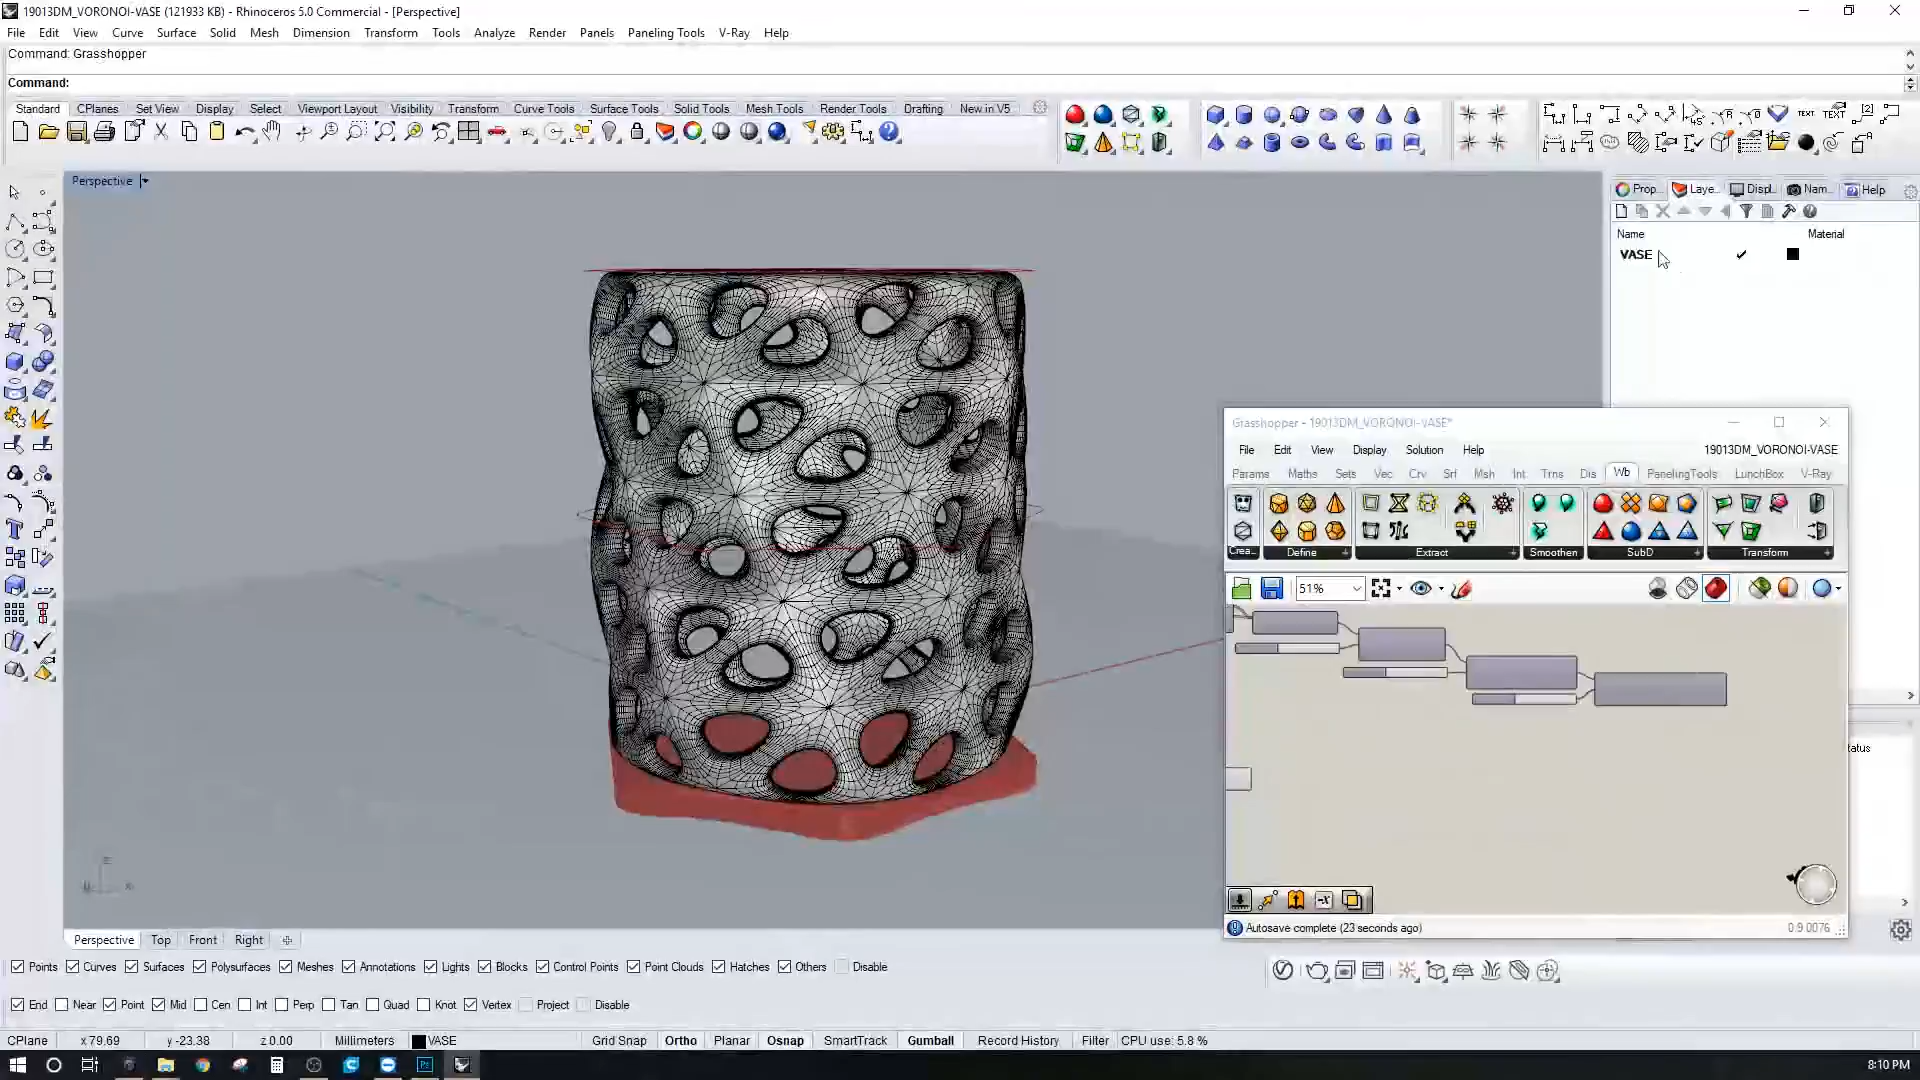 19013DM_VORONOI-VASE (121933 KB) - Rhinoceros 5.0 Commercial - [Perspective]
File Edit View Curve Surface Solid Mesh Dimension Transform Tools Analyze Render Panels Paneling Tools V-Ray Help
Command: Grasshopper
Command:
Standard CPlanes Set View Display Select Viewport Layout Visibility Transform Curve Tools Surface Tools Solid Tools Mesh Tools Render Tools Drafting New in V5
Perspective
Prop... Laye... Displ... Nam... Help
Name Material
VASE
Grasshopper - 19013DM_VORONOI-VASE*
File Edit View Display Solution Help 19013DM_VORONOI-VASE
Params Maths Sets Vec Crv Srf Msh Int Trns Dis Wb PanelingTools LunchBox V-Ray
Crea... Define Extract Smoothen SubD Transform
51%
tatus
Autosave complete (23 seconds ago) 0.9.0076
Perspective Top Front Right
Points Curves Surfaces Polysurfaces Meshes Annotations Lights Blocks Control Points Point Clouds Hatches Others Disable
End Near Point Mid Cen Int Perp Tan Quad Knot Vertex Project Disable
CPlane x 79.69 y -23.38 z 0.00 Millimeters VASE Grid Snap Ortho Planar Osnap SmartTrack Gumball Record History Filter CPU use: 5.8 %
8:10 PM